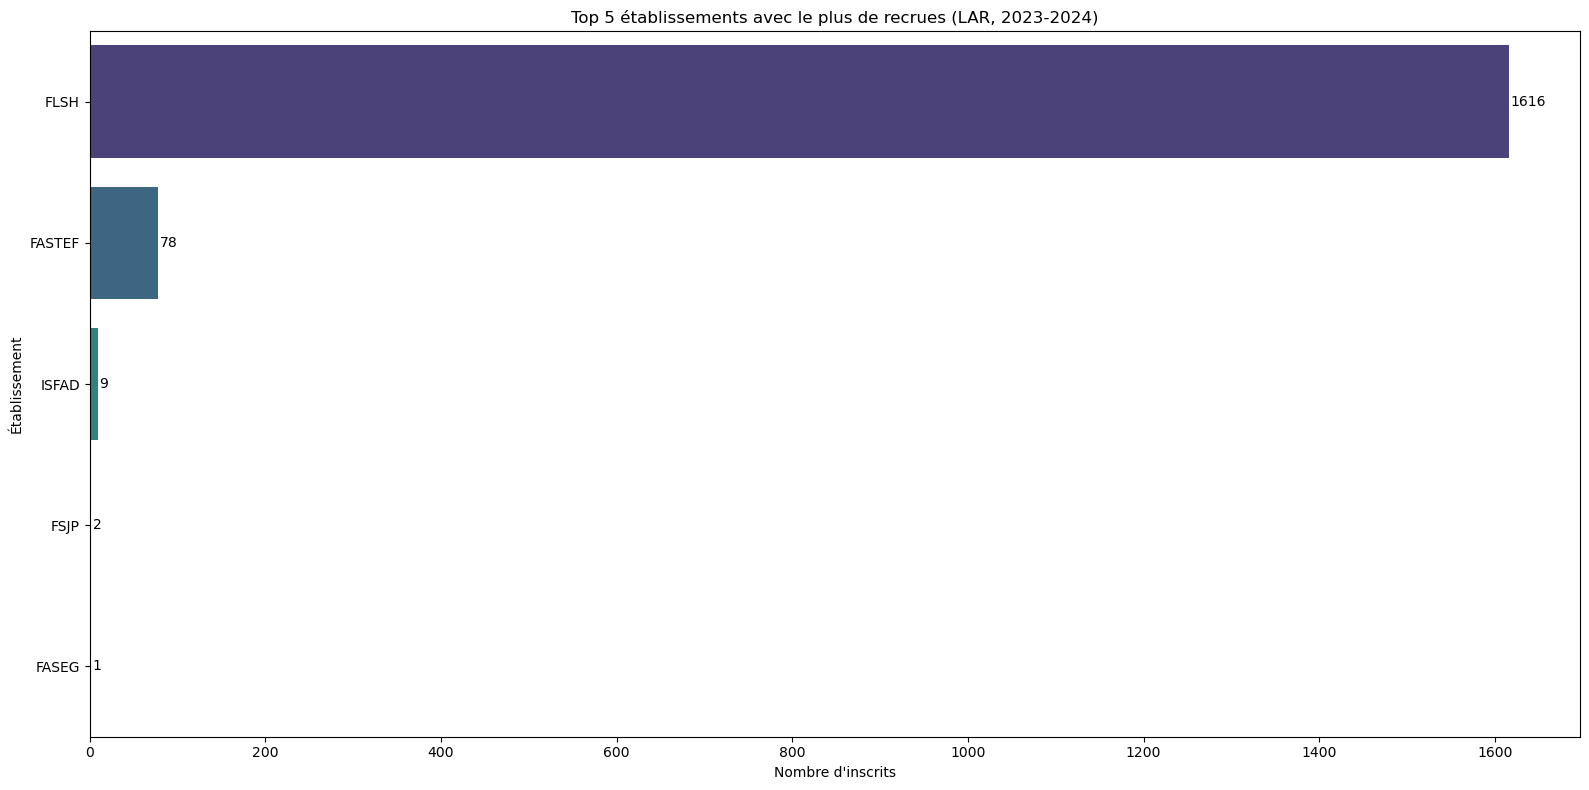 Top 5 établissements avec le plus de recrues (LAR, 2023-2024)
Établissement
FLSH 1616
FASTEF 78
ISFAD 9
FSJP 2
FASEG 1
0 200 400 600 800 1000 1200 1400 1600
Nombre d'inscrits